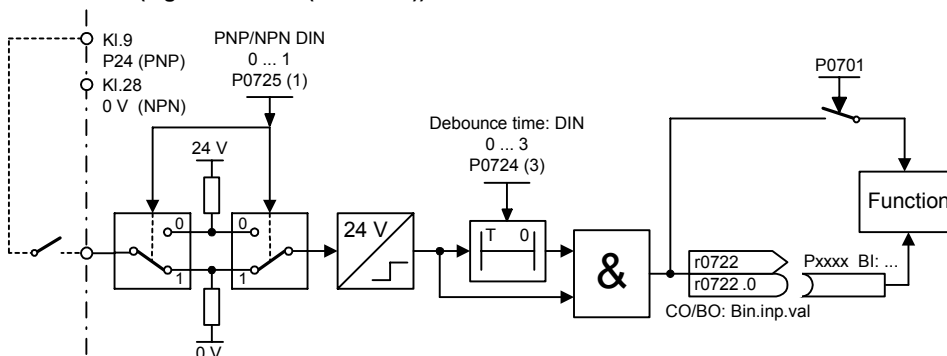 KI.9
P24 (PNP)
KI.28
0 V (NPN)
PNP/NPN DIN
0 ... 1
P0725 (1)
24 V
0
0
1
1
0 V
24 V
Debounce time: DIN
0 ... 3
P0724 (3)
T 0
&
P0701
Function
r0722
r0722 .0
Pxxxx BI: ...
CO/BO: Bin.inp.val